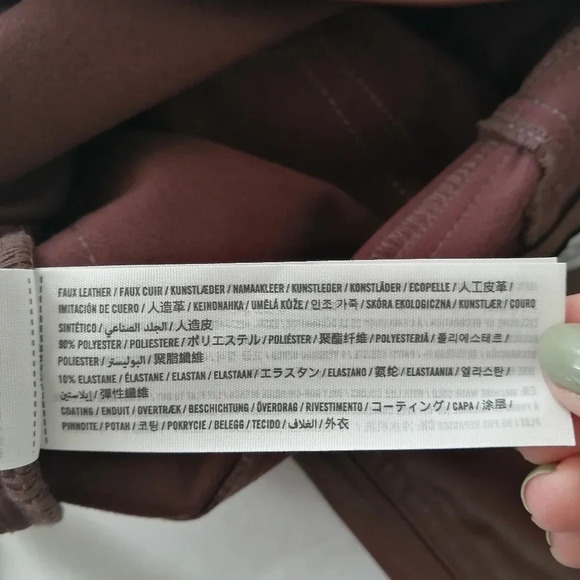 FAUX LEATHER / FAUX CUIR / KUNSTLÆDER / NAMAAKLEER / KUNSTLEDER / KONSTLÄDER / ECOPELLE / 人工皮革 /
IMITACIÓN DE CUERO / 人造革 / KEINONAHKA / UMĚLÁ KŮŽE / 인조 가죽 / SKÓRA EKOLOGICZNA / KUNSTLÆR / COURO
SINTÉTICO / الجلد الصناعي / 人造皮
90% POLYESTER / POLIESTERE / ポリエステル / POLIÉSTER / 聚酯纤维 / POLYESTERIÄ / 폴리에스테르 /
POLIESTER / البوليستر / 聚脂纖維
10% ELASTANE / ÉLASTANE / ELASTAN / ELASTAAN / エラスタン / ELASTANO / 氨纶 / ELASTAANIA / 엘라스탄 /
إيلاستين / 彈性纖維
COATING / ENDUIT / OVERTRÆK / BESCHICHTUNG / ÖVERDRAG / RIVESTIMENTO / コーティング / CAPA / 涂层 /
PINNOITE / POTAH / 코팅 / POKRYCIE / BELEGG / TECIDO / الغلاف / 外衣